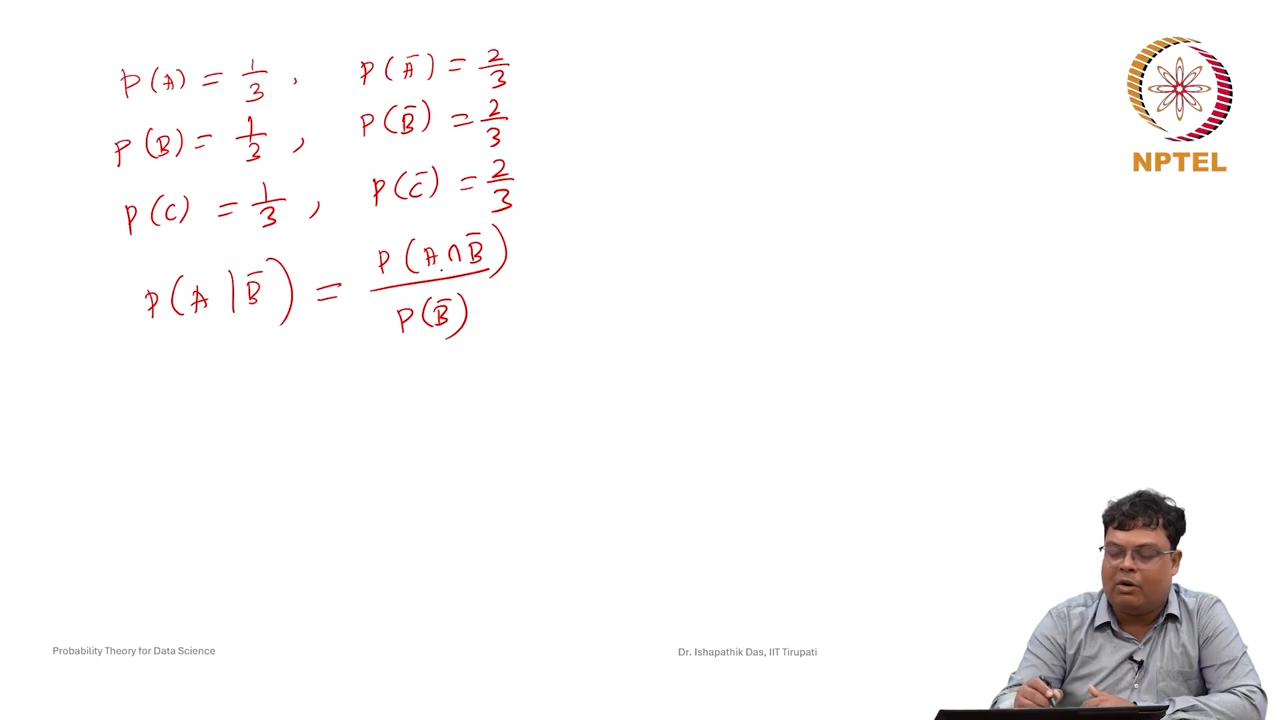 P(A) = 1/3 , P(Ā) = 2/3
P(B) = 1/3 , P(B̄) = 2/3
P(C) = 1/3 , P(C̄) = 2/3
P(A | B̄) = P(A ∩ B̄) / P(B̄)
NPTEL
Probability Theory for Data Science
Dr. Ishapathik Das, IIT Tirupati